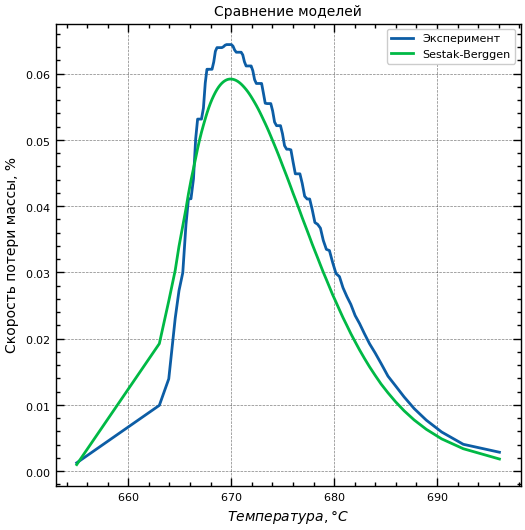 Сравнение моделей
Эксперимент
Sestak-Berggen
Скорость потери массы, %
0.06
0.05
0.04
0.03
0.02
0.01
0.00
660 670 680 690
Температура, °C